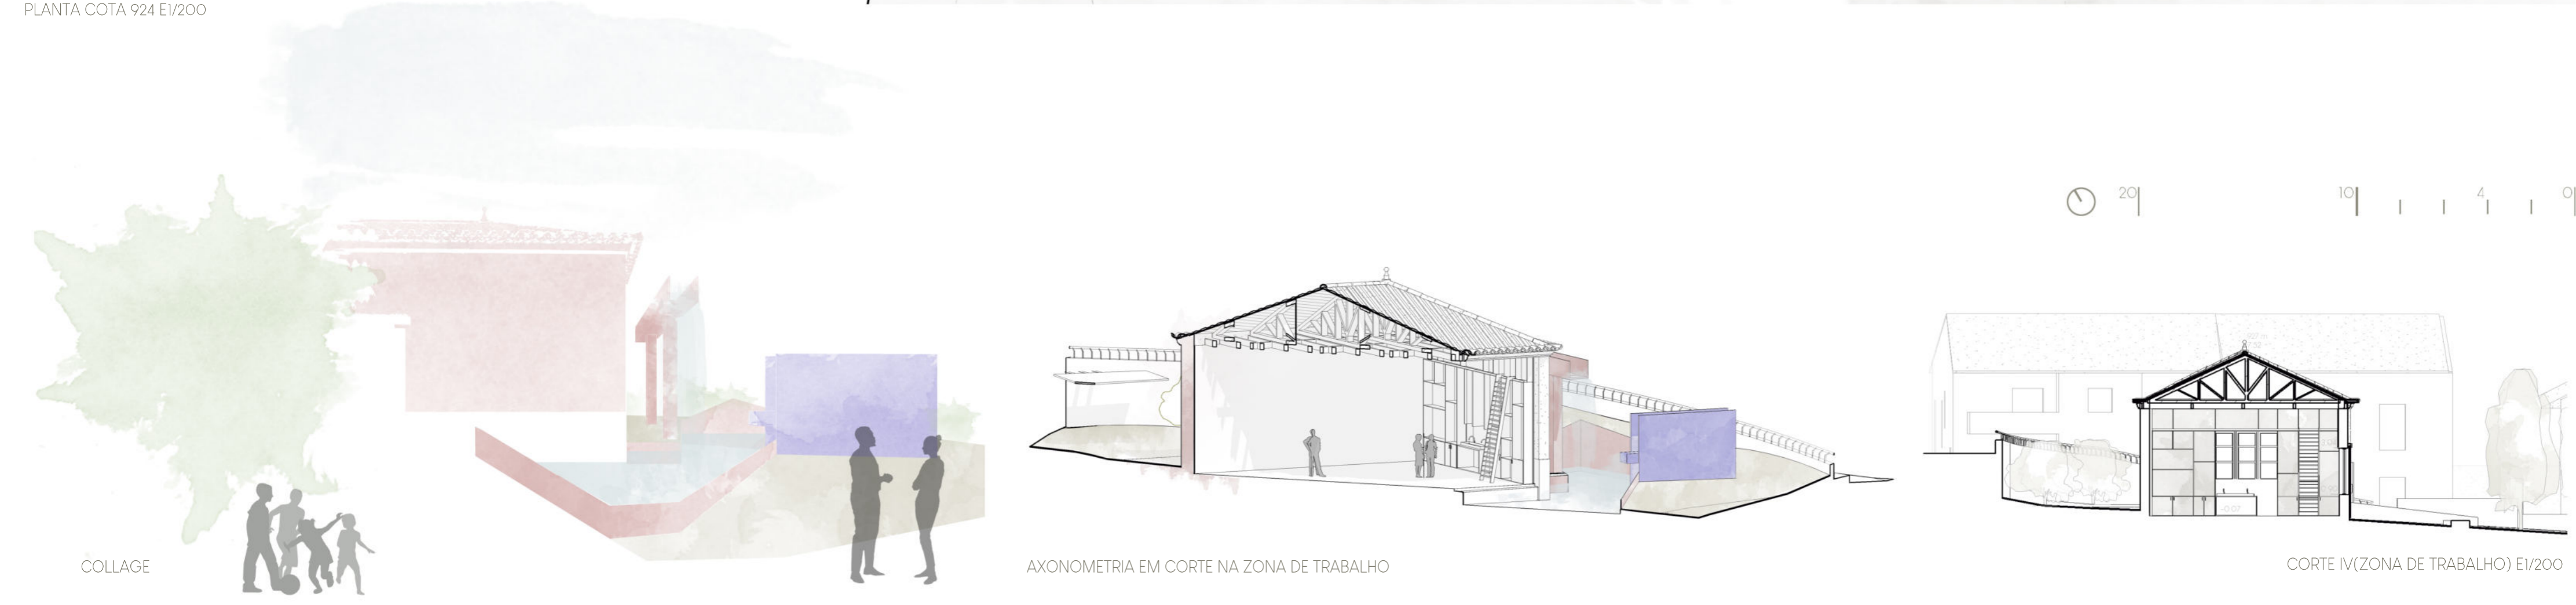 PLANTA COTA 924 E1/200
20 10 4 0
COLLAGE
AXONOMETRIA EM CORTE NA ZONA DE TRABALHO
CORTE IV(ZONA DE TRABALHO) E1/200